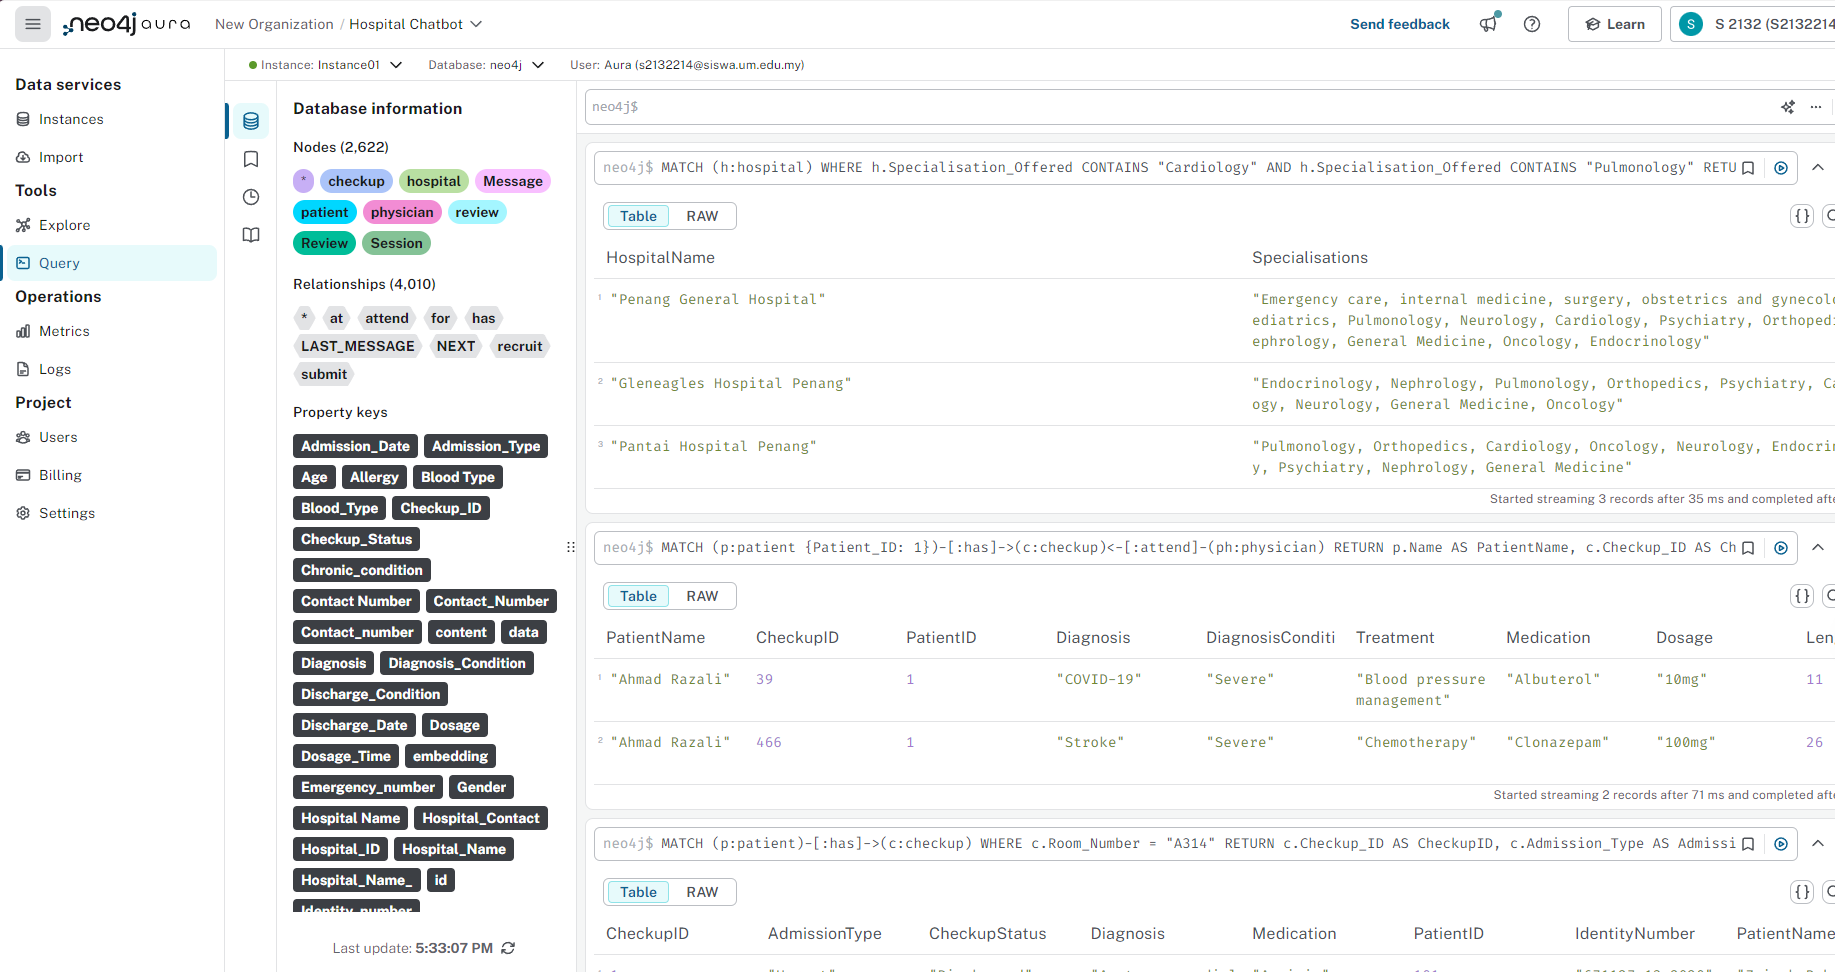 neo4j aura New Organization / Hospital Chatbot Send feedback Learn S S 2132 (S2132214
Instance: Instance01 Database: neo4j User: Aura (s2132214@siswa.um.edu.my)
Data services
Instances
Import
Tools
Explore
Query
Operations
Metrics
Logs
Project
Users
Billing
Settings
Database information
Nodes (2,622)
* checkup hospital Message
patient physician review
Review Session
Relationships (4,010)
* at attend for has
LAST_MESSAGE NEXT recruit
submit
Property keys
Admission_Date Admission_Type
Age Allergy Blood Type
Blood_Type Checkup_ID
Checkup_Status
Chronic_condition
Contact Number Contact_Number
Contact_number content data
Diagnosis Diagnosis_Condition
Discharge_Condition
Discharge_Date Dosage
Dosage_Time embedding
Emergency_number Gender
Hospital Name Hospital_Contact
Hospital_ID Hospital_Name
Hospital_Name_ id
Identity_number
Last update: 5:33:07 PM
neo4j$
neo4j$ MATCH (h:hospital) WHERE h.Specialisation_Offered CONTAINS "Cardiology" AND h.Specialisation_Offered CONTAINS "Pulmonology" RETU
Table RAW { }
HospitalName Specialisations
1 "Penang General Hospital" "Emergency care, internal medicine, surgery, obstetrics and gynecolo
ediatrics, Pulmonology, Neurology, Cardiology, Psychiatry, Orthopedi
ephrology, General Medicine, Oncology, Endocrinology"
2 "Gleneagles Hospital Penang" "Endocrinology, Nephrology, Pulmonology, Orthopedics, Psychiatry, Ca
ogy, Neurology, General Medicine, Oncology"
3 "Pantai Hospital Penang" "Pulmonology, Orthopedics, Cardiology, Oncology, Neurology, Endocrin
y, Psychiatry, Nephrology, General Medicine"
Started streaming 3 records after 35 ms and completed afte
neo4j$ MATCH (p:patient {Patient_ID: 1})-[:has]->(c:checkup)<-[:attend]-(ph:physician) RETURN p.Name AS PatientName, c.Checkup_ID AS Ch
Table RAW { }
PatientName CheckupID PatientID Diagnosis DiagnosisConditi Treatment Medication Dosage Len
1 "Ahmad Razali" 39 1 "COVID-19" "Severe" "Blood pressure management" "Albuterol" "10mg" 11
2 "Ahmad Razali" 466 1 "Stroke" "Severe" "Chemotherapy" "Clonazepam" "100mg" 26
Started streaming 2 records after 71 ms and completed afte
neo4j$ MATCH (p:patient)-[:has]->(c:checkup) WHERE c.Room_Number = "A314" RETURN c.Checkup_ID AS CheckupID, c.Admission_Type AS Admissi
Table RAW { }
CheckupID AdmissionType CheckupStatus Diagnosis Medication PatientID IdentityNumber PatientName